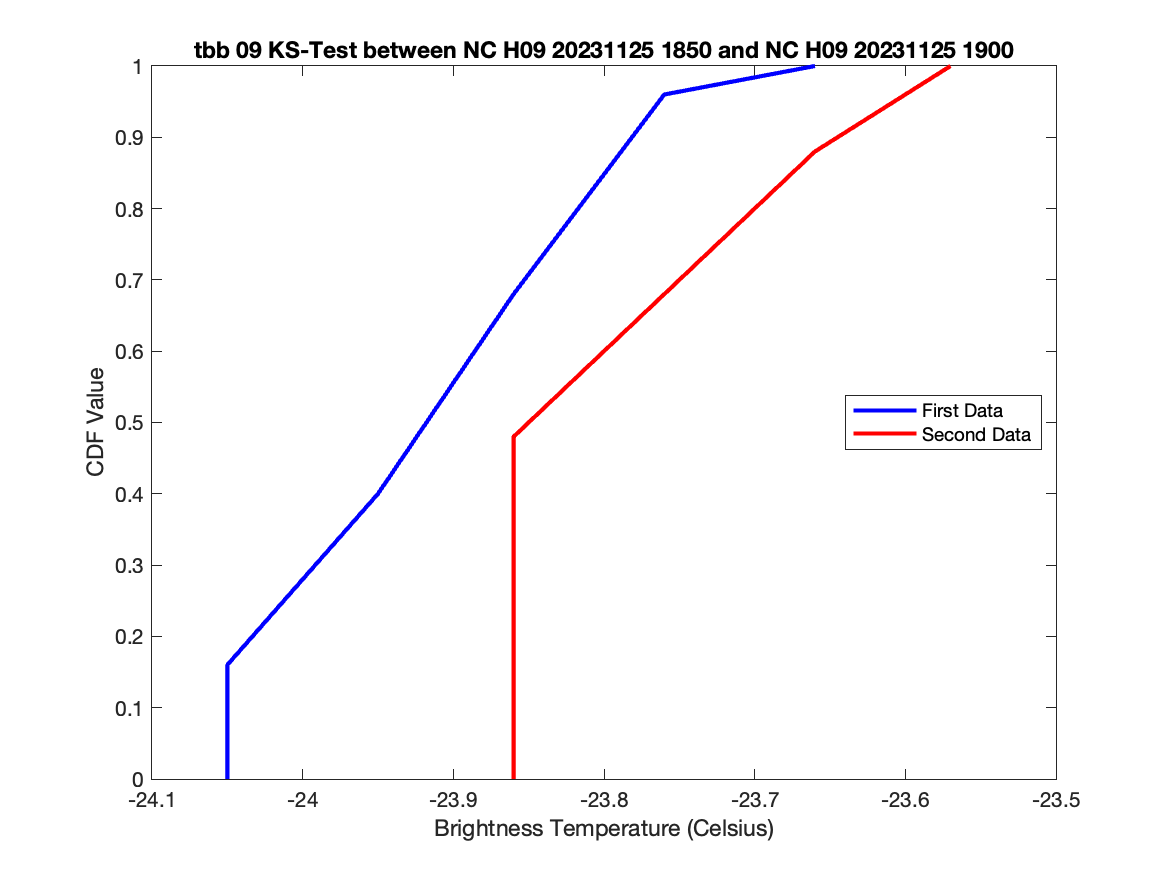 tbb 09 KS-Test between NC H09 20231125 1850 and NC H09 20231125 1900
1
0.9
0.8
0.7
0.6
0.5
0.4
0.3
0.2
0.1
0
CDF Value
First Data
Second Data
-24.1 -24 -23.9 -23.8 -23.7 -23.6 -23.5
Brightness Temperature (Celsius)